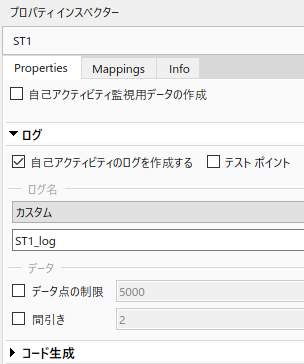 プロパティ インスペクター
ST1
Properties Mappings Info
自己アクティビティ監視用データの作成
ログ
自己アクティビティのログを作成する テスト ポイント
ログ名
カスタム
ST1_log
データ
データ点の制限 5000
間引き 2
コード生成